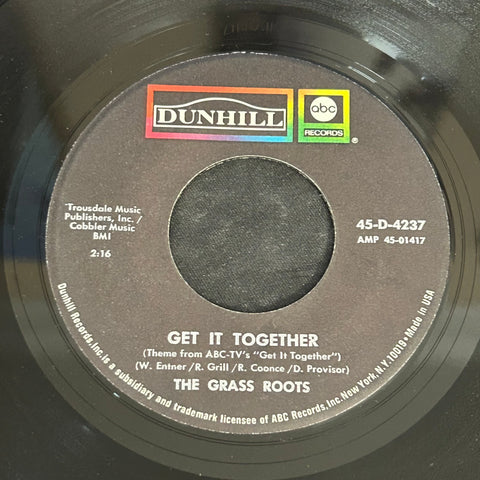 DUNHILL
abc
RECORDS
®
Trousdale Music
Publishers, Inc. /
Cobbler Music
BMI
2:16
45-D-4237
AMP 45-01417
GET IT TOGETHER
(Theme from ABC-TV's "Get It Together")
(W. Entner/R. Grill/R. Coonce/D. Provisor)
THE GRASS ROOTS
Dunhill Records, Inc. is a subsidiary and trademark licensee of ABC Records, Inc. New York, N.Y. 10019 • Made in USA